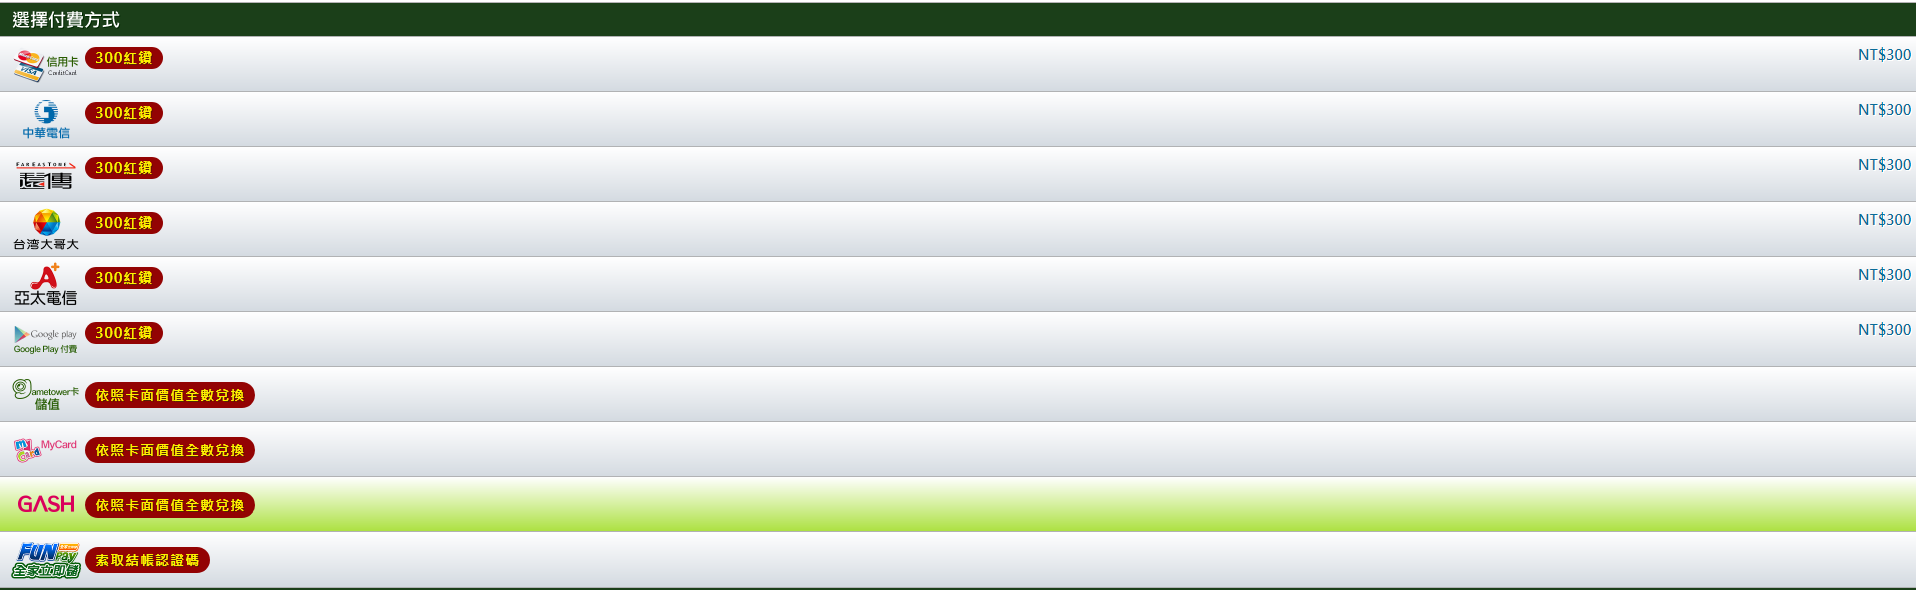 選擇付費方式
信用卡 300紅鑽 NT$300
CreditCard
VISA
中華電信 300紅鑽 NT$300
FAREASTONE
遠傳 300紅鑽 NT$300
台湾大哥大 300紅鑽 NT$300
A+
亞太電信 300紅鑽 NT$300
Google play 300紅鑽 NT$300
Google Play 付費
gametower卡
儲值 依照卡面價值全數兌換
my card MyCard 依照卡面價值全數兌換
GASH 依照卡面價值全數兌換
FUN Pay
全家立即儲 索取結帳認證碼